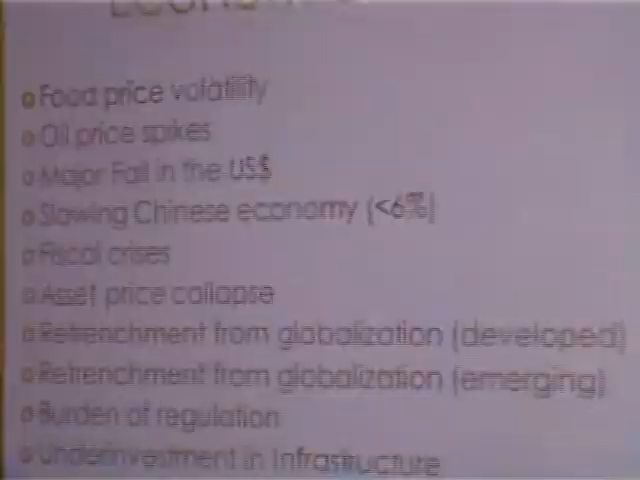 Food price volatility
Oil price spikes
Major Fall in the US$
Slowing Chinese economy (<6%)
Fiscal crises
Asset price collapse
Retrenchment from globalization (developed)
Retrenchment from globalization (emerging)
Burden of regulation
Underinvestment in Infrastructure